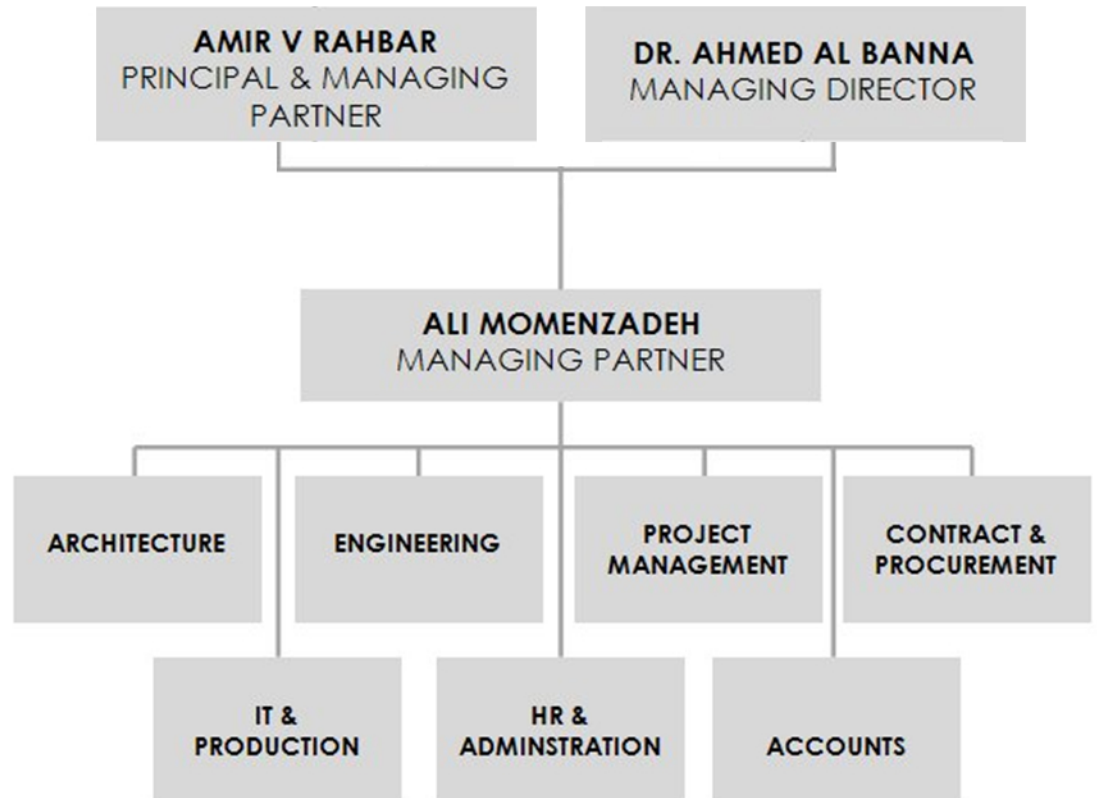 AMIR V RAHBAR
PRINCIPAL & MANAGING
PARTNER
DR. AHMED AL BANNA
MANAGING DIRECTOR
ALI MOMENZADEH
MANAGING PARTNER
ARCHITECTURE
ENGINEERING
PROJECT
MANAGEMENT
CONTRACT &
PROCUREMENT
IT &
PRODUCTION
HR &
ADMINSTRATION
ACCOUNTS